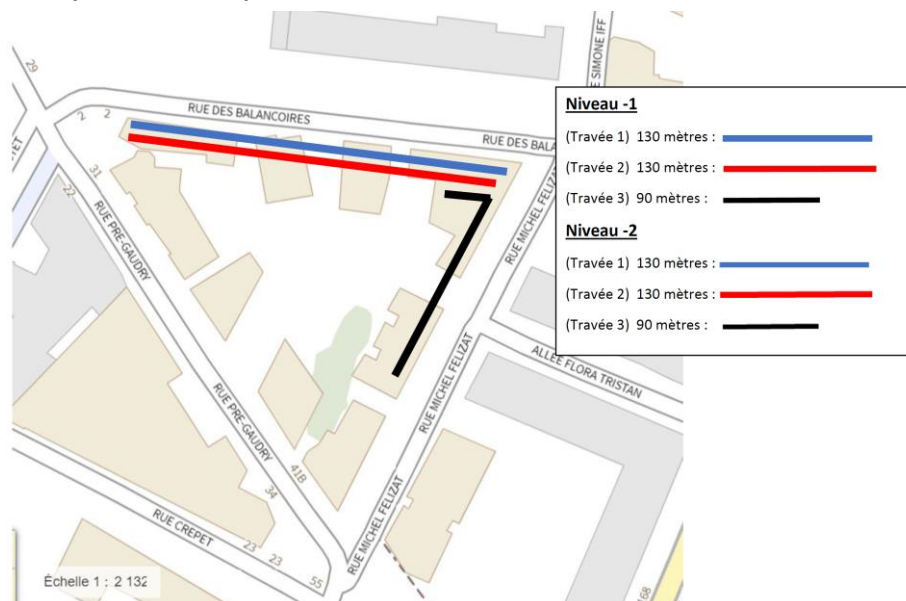 RUE SIMONE IFF
29
2
2
RUE DES BALANCOIRES
RUE DES BALA
31
22
RUE PRE-GAUDRY
RUE MICHEL FELIZAT
Niveau -1
(Travée 1) 130 mètres :
(Travée 2) 130 mètres :
(Travée 3) 90 mètres :
Niveau -2
(Travée 1) 130 mètres :
(Travée 2) 130 mètres :
(Travée 3) 90 mètres :
ALLEE FLORA TRISTAN
RUE PRE-GAUDRY
RUE MICHEL FELIZAT
41B
34
RUE CREPET
23
23
55
RUE MICHEL FELIZAT
168
Échelle 1 : 2 132